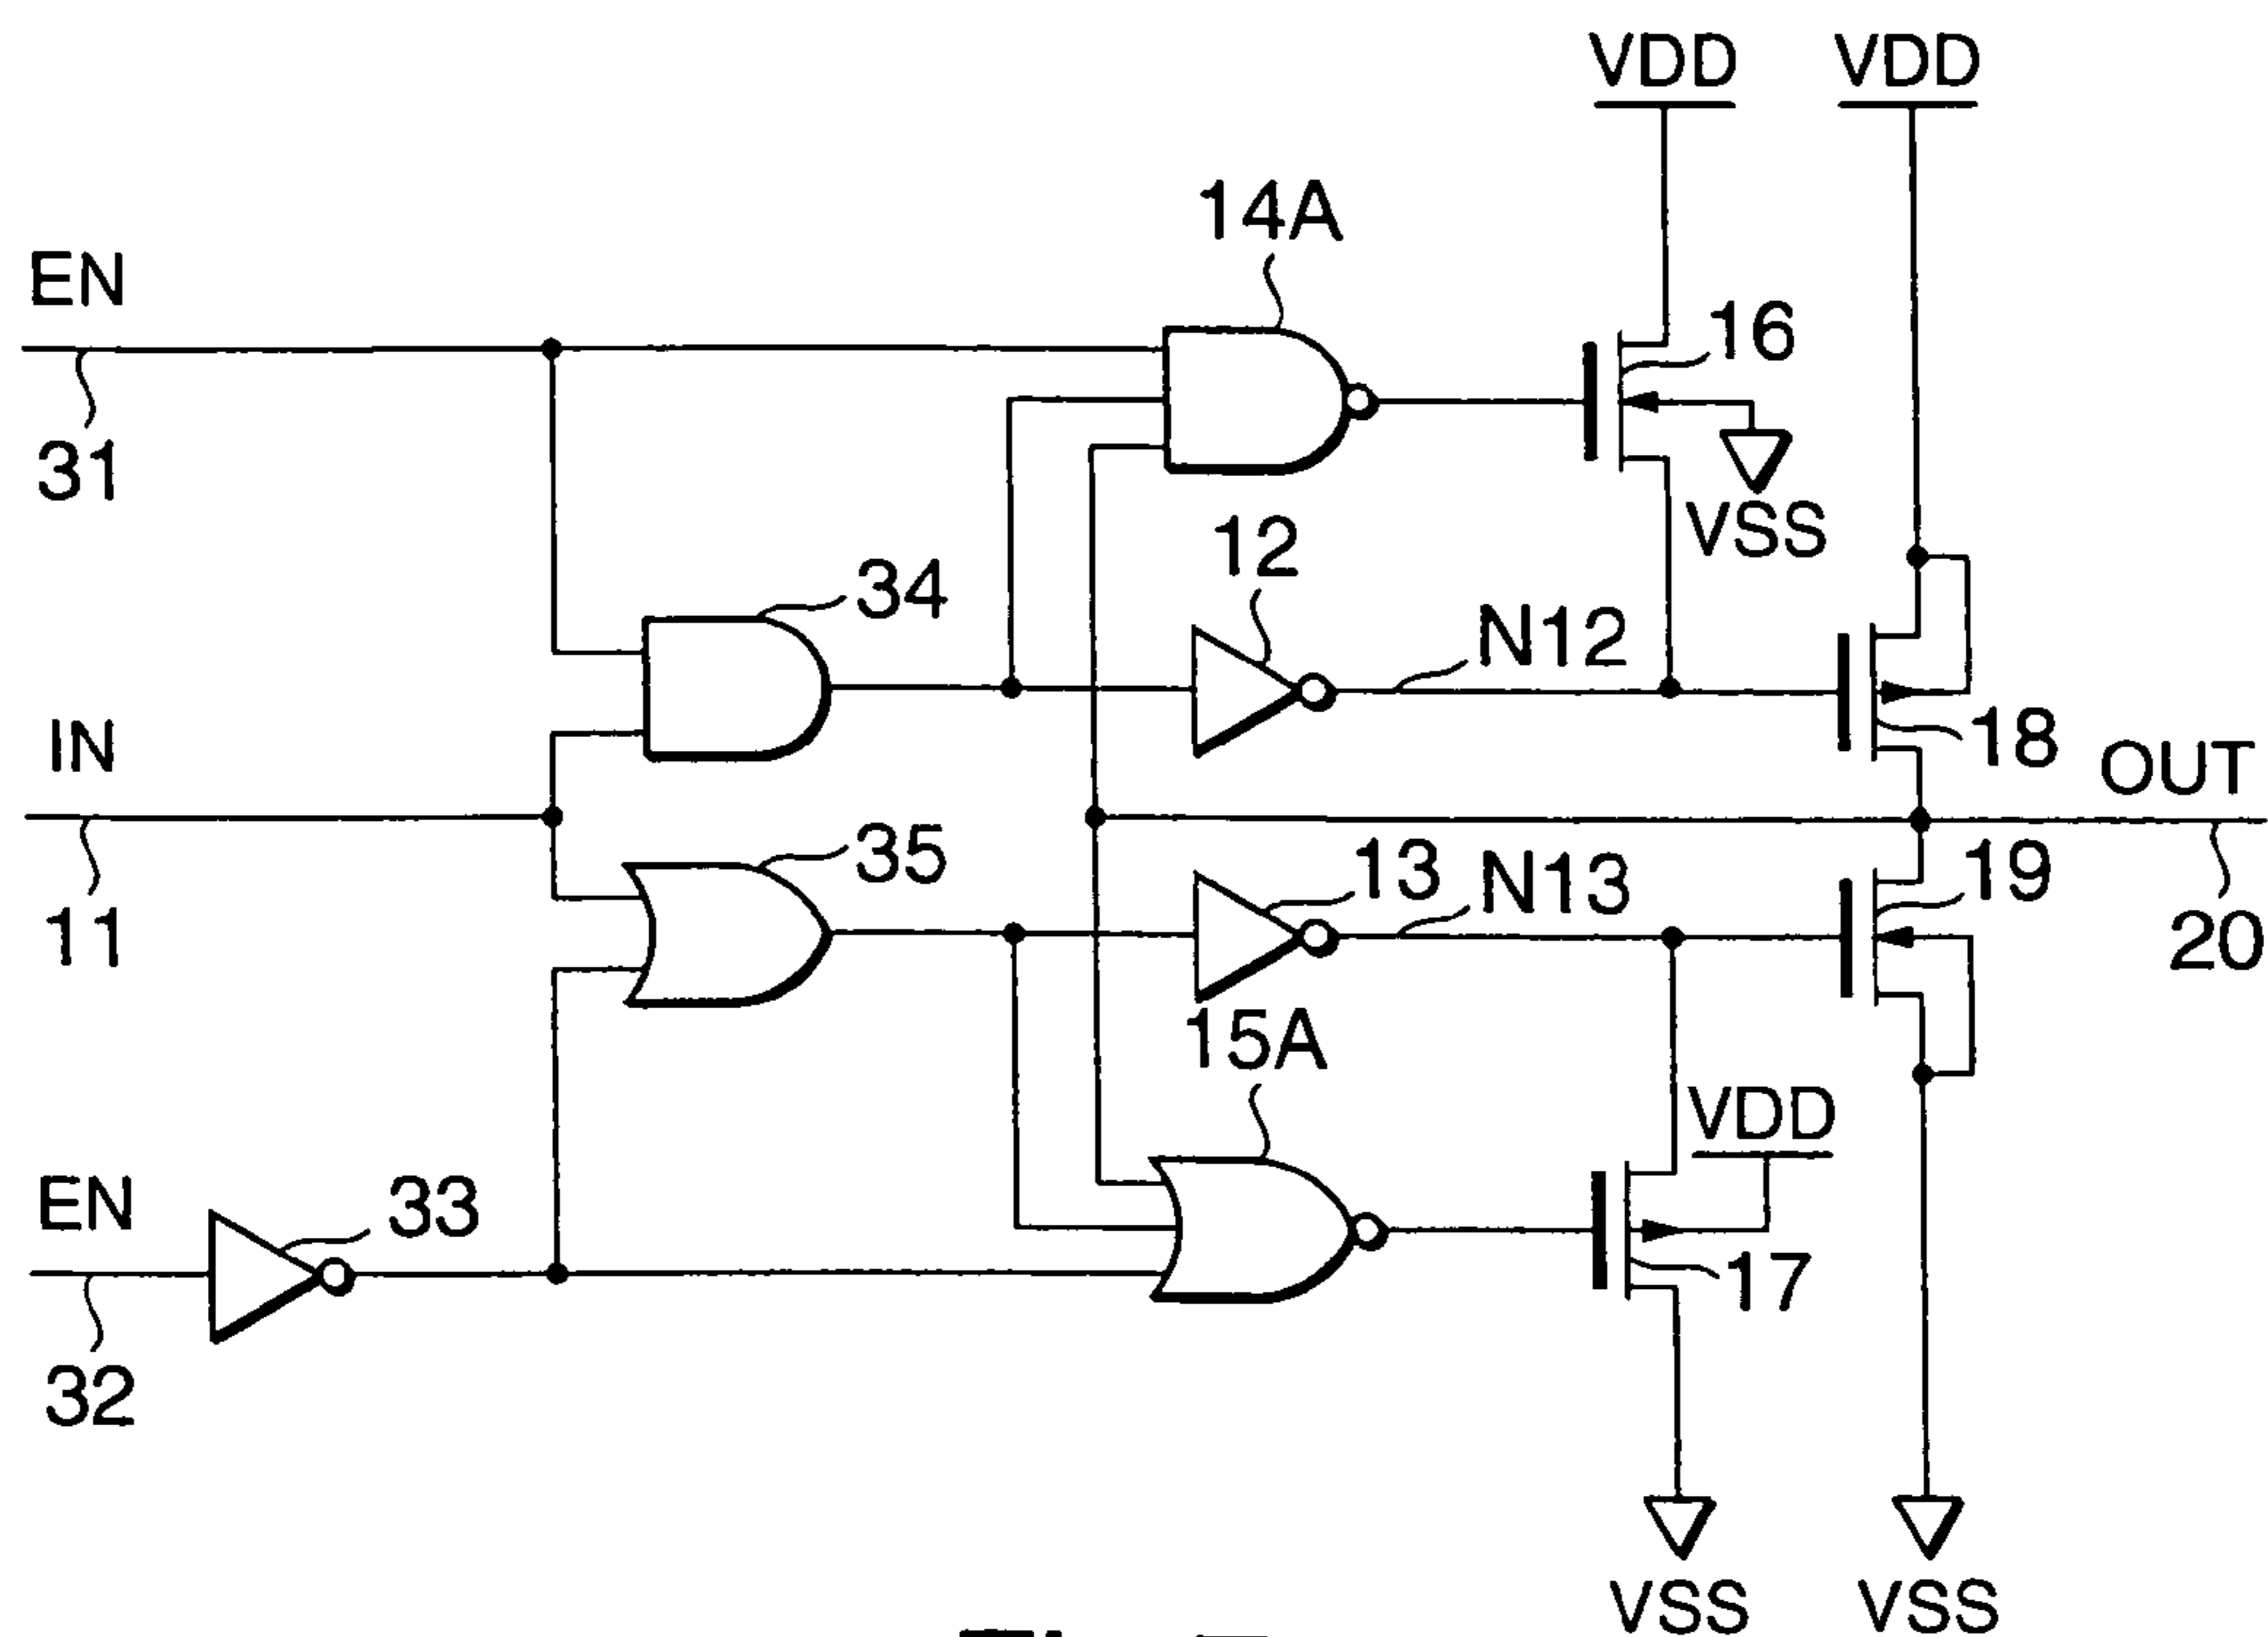 VDD VDD
14A
EN
16
31
VSS
12
34
N12
IN
18
OUT
35
13
N13
19
11
20
15A
VDD
EN
33
17
32
VSS VSS